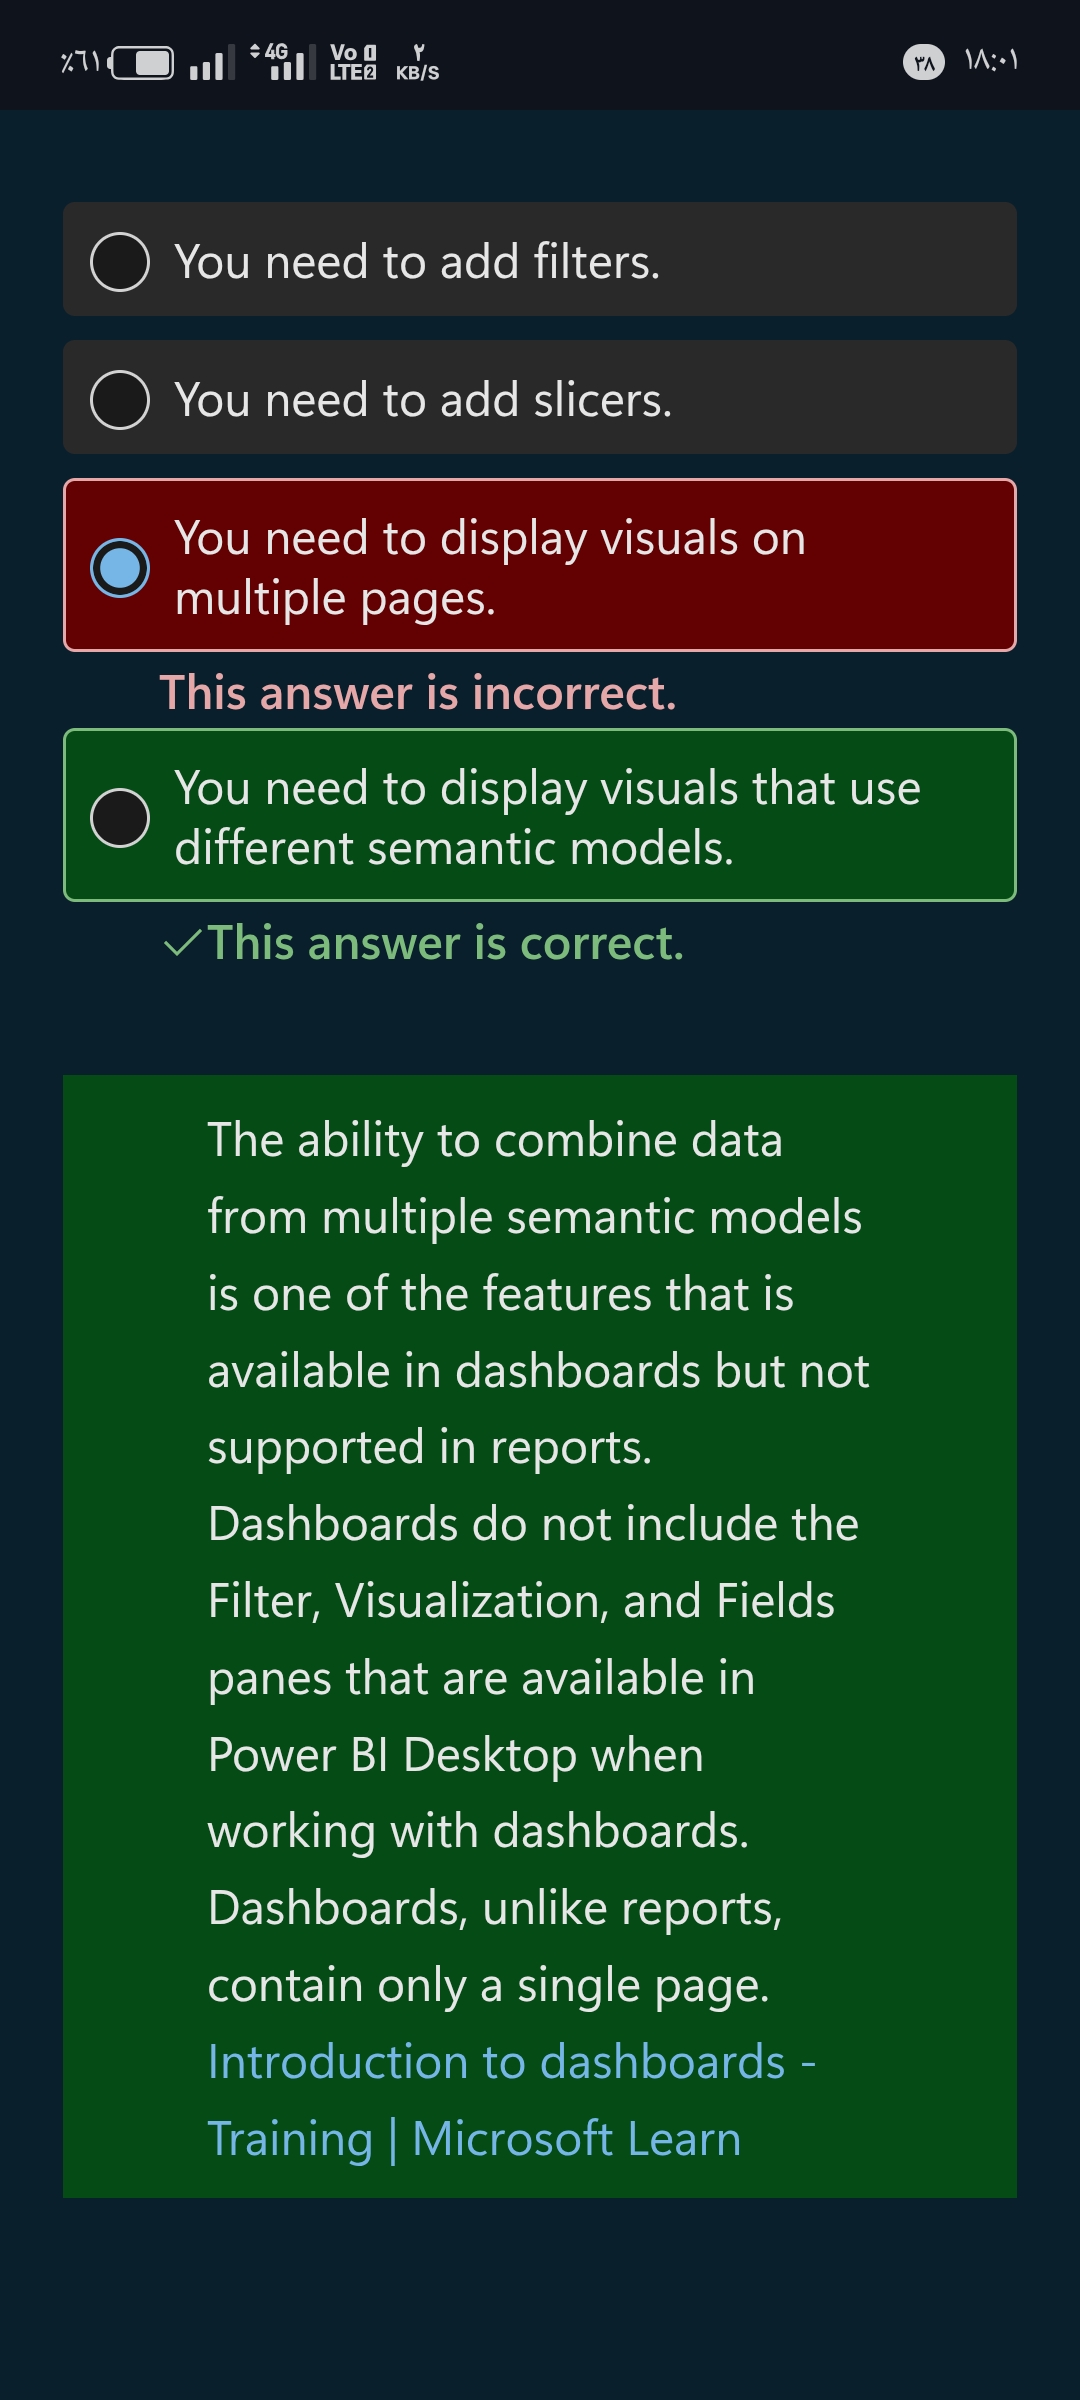 ٪٦١ 4G Vo 1 LTE 2 ٢ KB/S ٣٨ ١٨:٠١
You need to add filters.
You need to add slicers.
You need to display visuals on
multiple pages.
This answer is incorrect.
You need to display visuals that use
different semantic models.
✓This answer is correct.
The ability to combine data
from multiple semantic models
is one of the features that is
available in dashboards but not
supported in reports.
Dashboards do not include the
Filter, Visualization, and Fields
panes that are available in
Power BI Desktop when
working with dashboards.
Dashboards, unlike reports,
contain only a single page.
Introduction to dashboards -
Training | Microsoft Learn